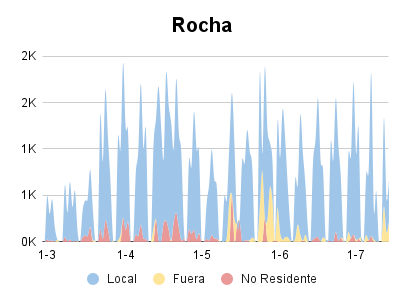 Rocha
2K
2K
1K
1K
0K
1-3 1-4 1-5 1-6 1-7
Local Fuera No Residente